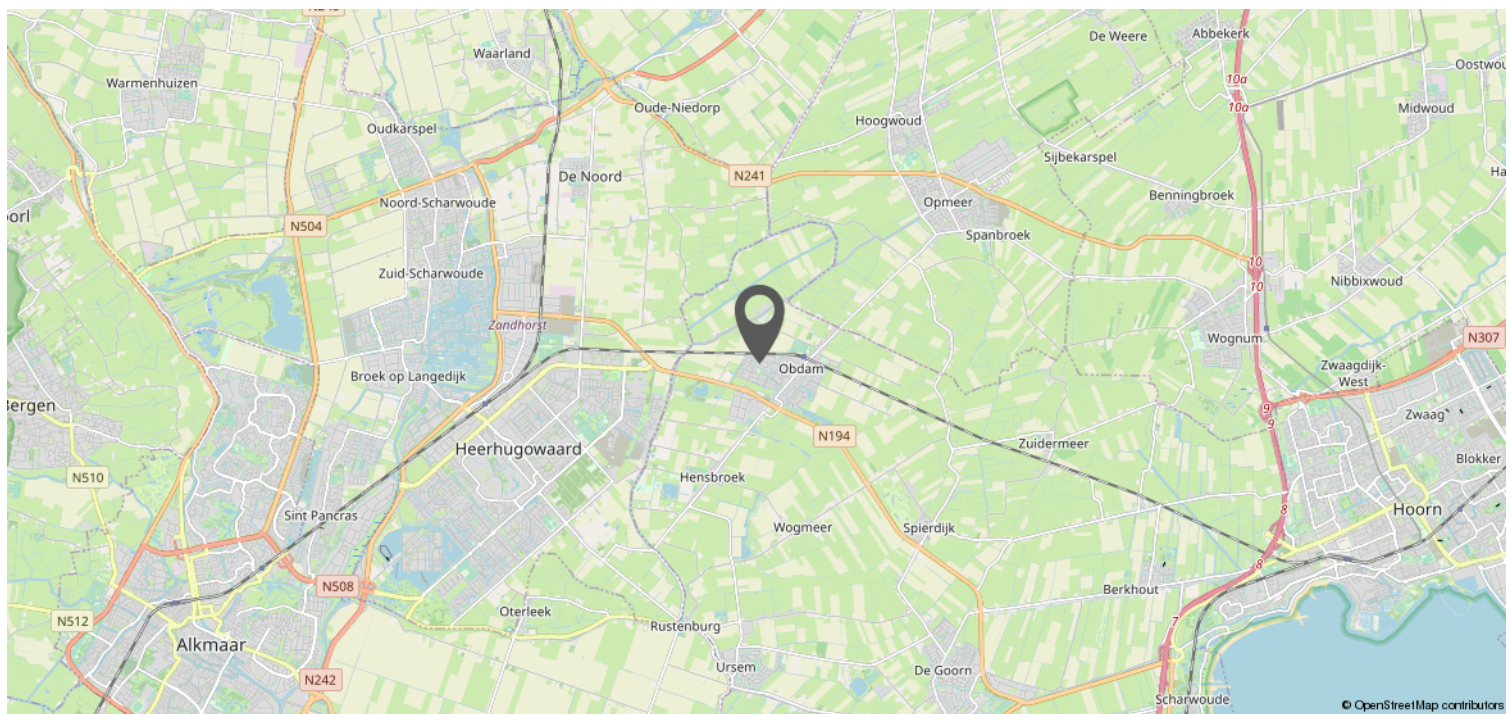 Waarland
De Weere
Abbekerk
Oostwou
Warmenhuizen
10a
10a
Oude-Niedorp
Midwoud
Oudkarspel
Hoogwoud
Sijbekarspel
De Noord
N241
Benningbroek
Noord-Scharwoude
Opmeer
N504
Spanbroek
Zuid-Scharwoude
10
10
Nibbixwoud
Zandhorst
Wognum
N307
Obdam
Zwaagdijk-
West
Broek op Langedijk
Bergen
9
9
Zwaag
N194
Zuidermeer
Heerhugowaard
Blokker
N510
Hensbroek
Sint Pancras
8
Hoorn
Wogmeer
Spierdijk
8
N508
Berkhout
Oterleek
N512
7
Rustenburg
Alkmaar
Ursem
De Goorn
N242
Scharwoude
© OpenStreetMap contributors